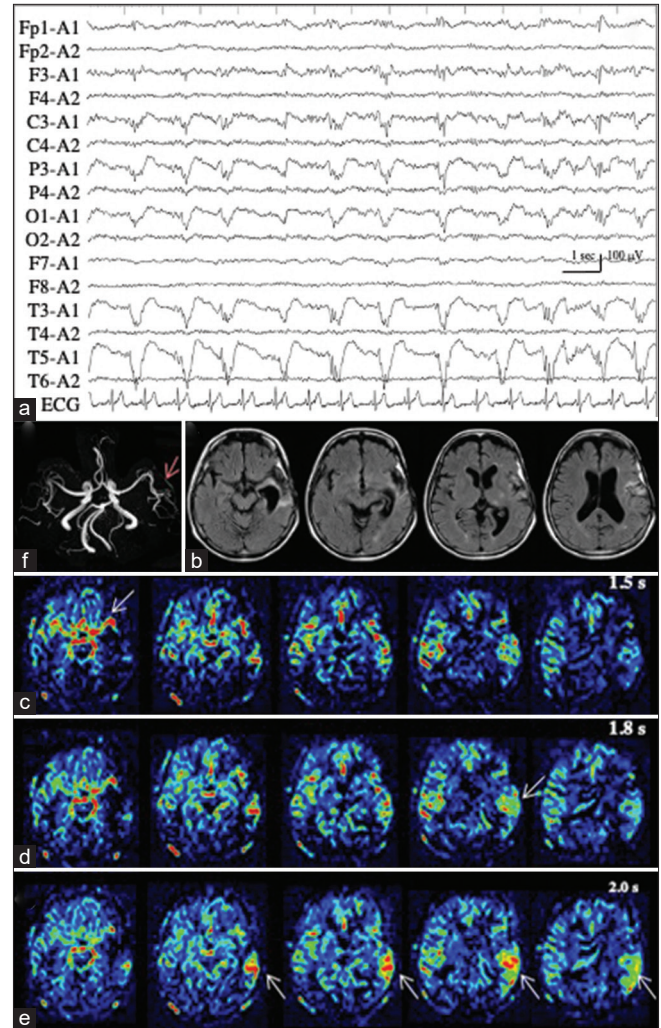 Fp1-A1
Fp2-A2
F3-A1
F4-A2
C3-A1
C4-A2
P3-A1
P4-A2
O1-A1
O2-A2
1 sec 100 μV
F7-A1
F8-A2
T3-A1
T4-A2
T5-A1
T6-A2
a ECG
f b
1.5 s
c
1.8 s
d
2.0 s
e